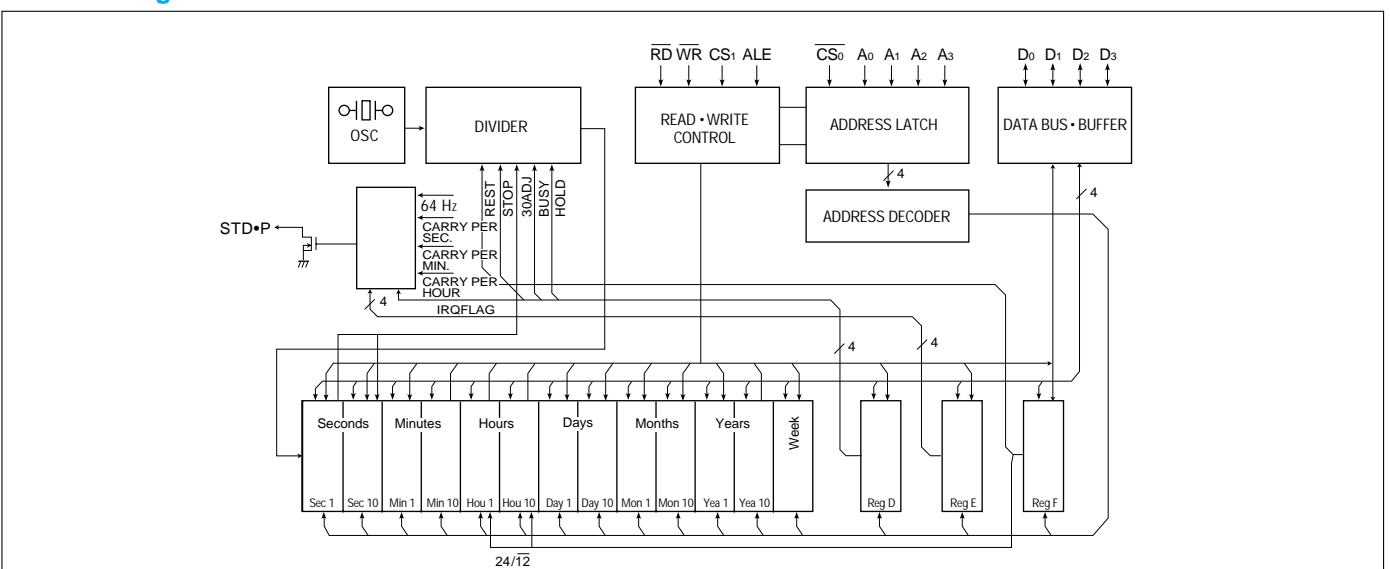 RD WR CS1 ALE CS0 A0 A1 A2 A3 D0 D1 D2 D3
OSC
DIVIDER
READ • WRITE
CONTROL
ADDRESS LATCH
DATA BUS • BUFFER
4
4
REST
STOP
30ADJ
BUSY
HOLD
ADDRESS DECODER
64 Hz
STD•P
CARRY PER
SEC.
CARRY PER
MIN.
CARRY PER
HOUR
4
IRQFLAG
4
4
Seconds Minutes Hours Days Months Years Week
Sec 1 Sec 10 Min 1 Min 10 Hou 1 Hou 10 Day 1 Day 10 Mon 1 Mon 10 Yea 1 Yea 10 Reg D Reg E Reg F
24/12